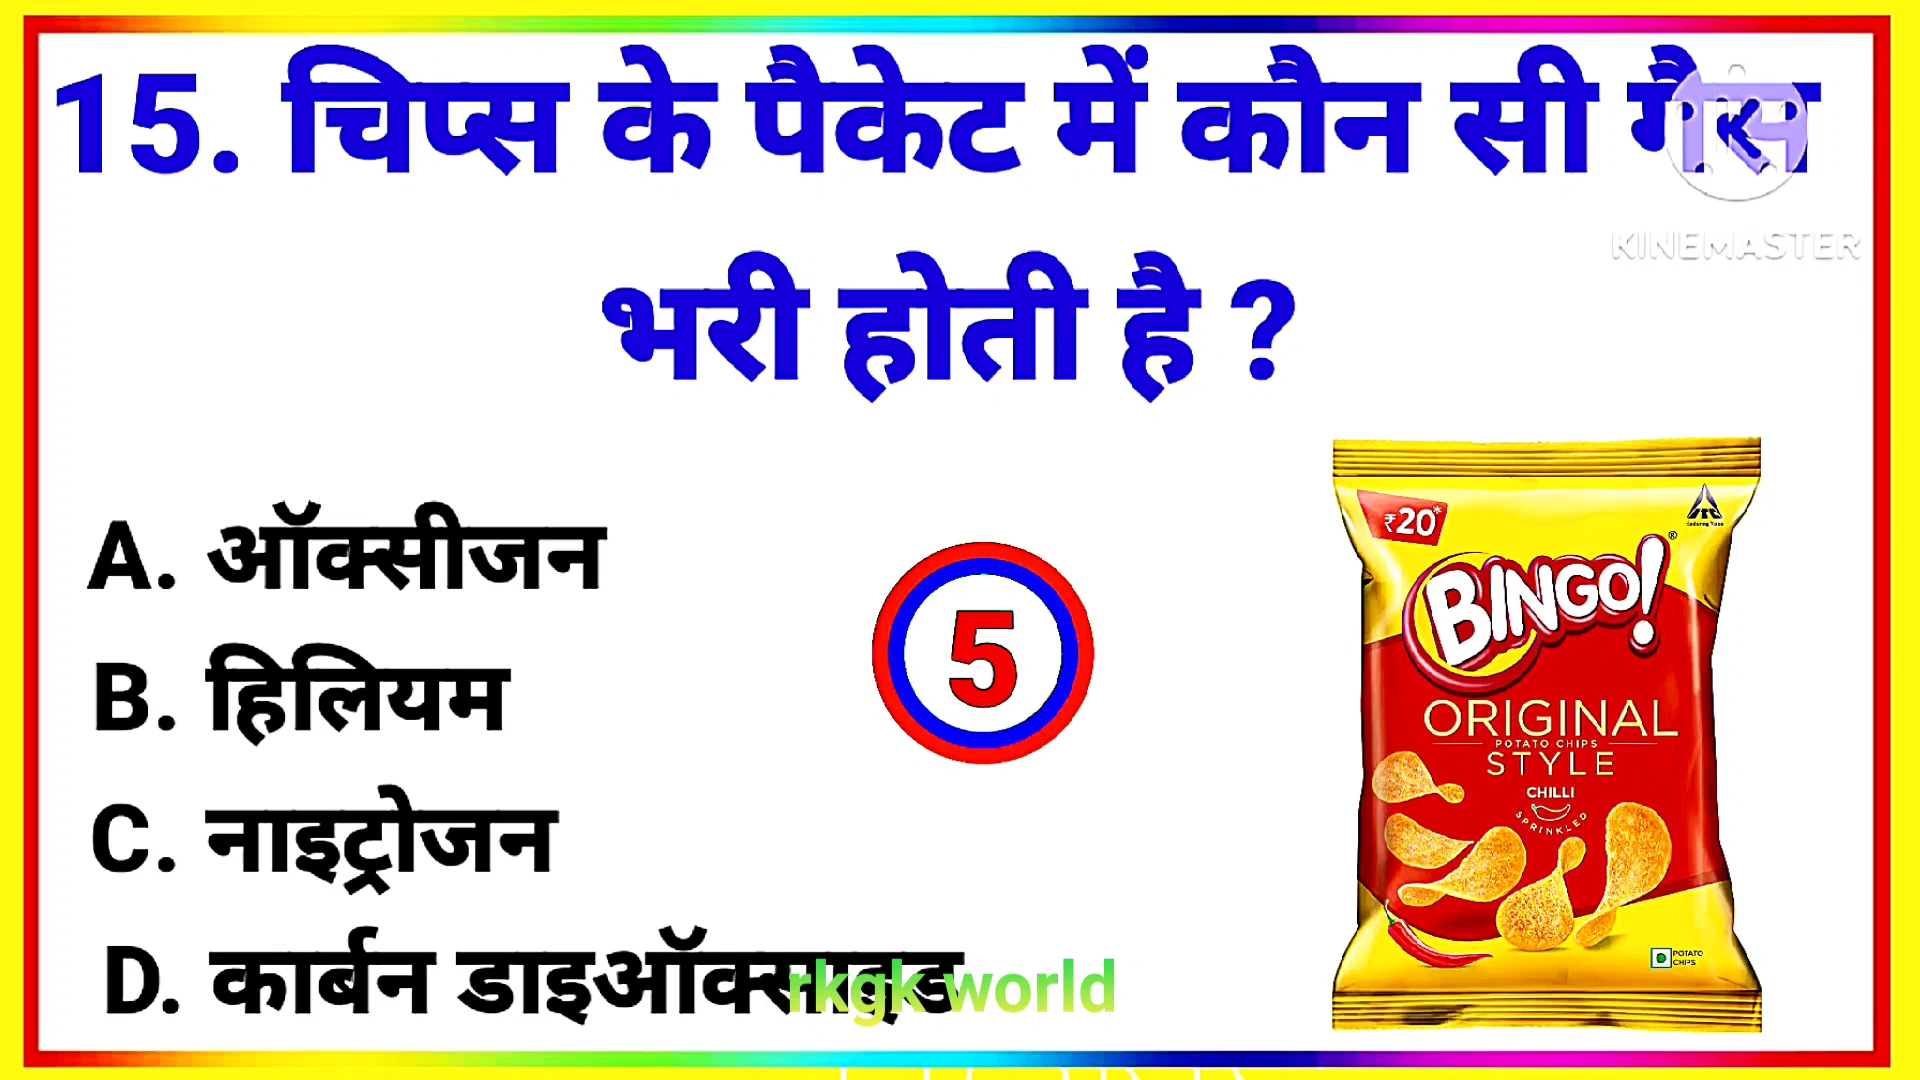 15. चिप्स के पैकेट में कौन सी गैस
KINEMASTER
भरी होती है ?
A. ऑक्सीजन
B. हिलियम
C. नाइट्रोजन
D. कार्बन डाइऑक्साइड
rkgk world
5
₹20*
BINGO!
ORIGINAL
POTATO CHIPS
STYLE
CHILLI
SPRINKLED
POTATO
CHIPS